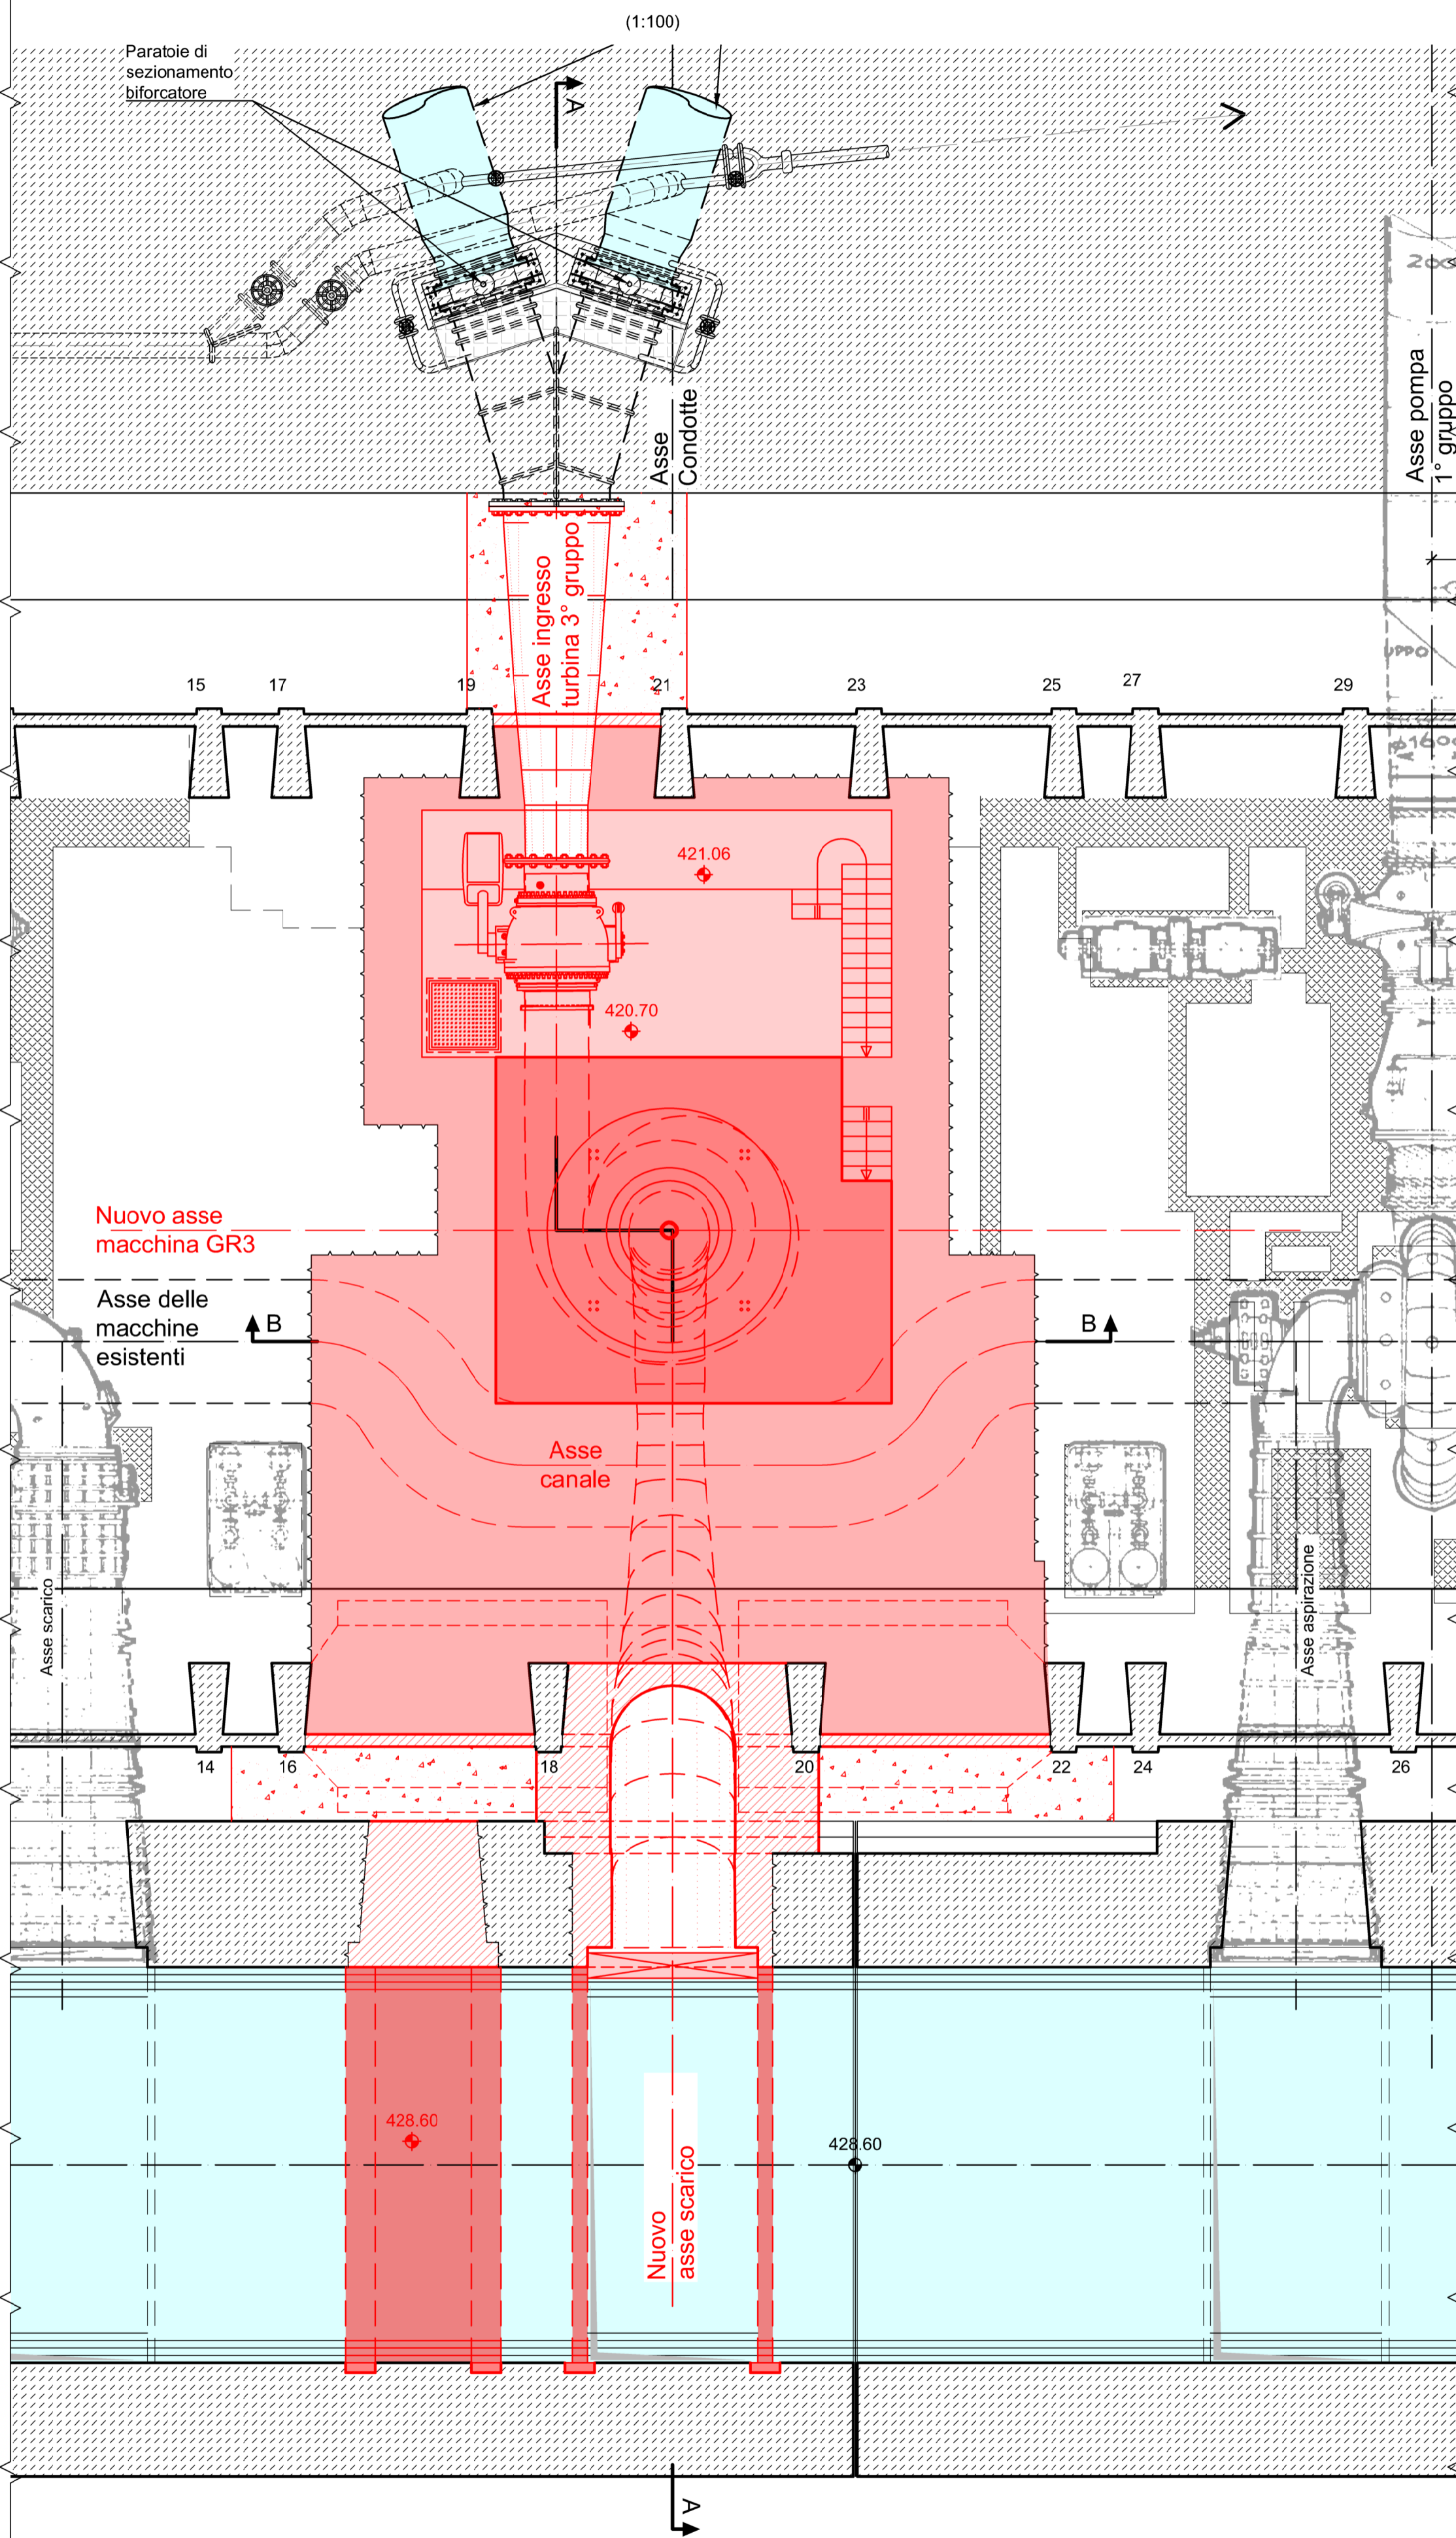 (1:100)
Paratoie di
sezionamento
biforcatore
A
Asse
Condotte
Asse pompa
1° gruppo
Asse ingresso
turbina 3° gruppo
15
17
19
21
23
25
27
29
ø160
421.06
420.70
Nuovo asse
macchina GR3
Asse delle
macchine
esistenti
B
B
Asse
canale
Asse scarico
Asse aspirazione
14
16
18
20
22
24
26
428.60
428.60
Nuovo
asse scarico
A